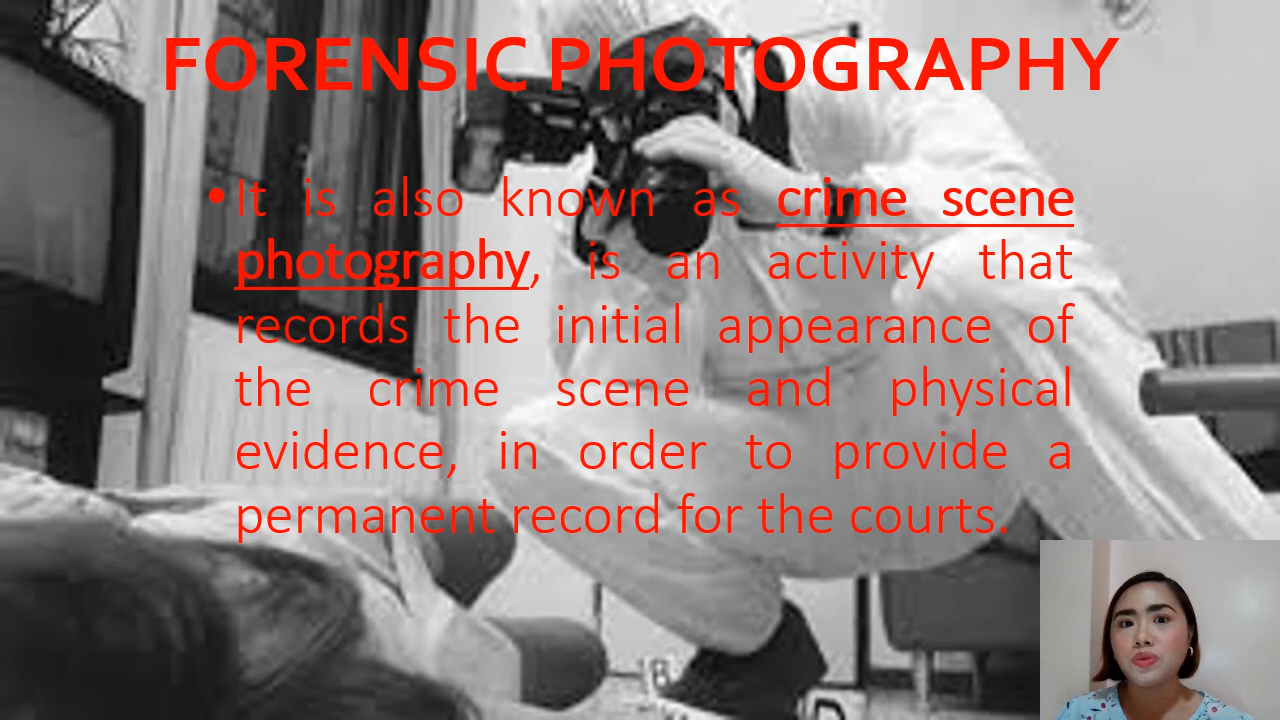 FORENSIC PHOTOGRAPHY
•It is also known as crime scene
photography, is an activity that
records the initial appearance of
the crime scene and physical
evidence, in order to provide a
permanent record for the courts.